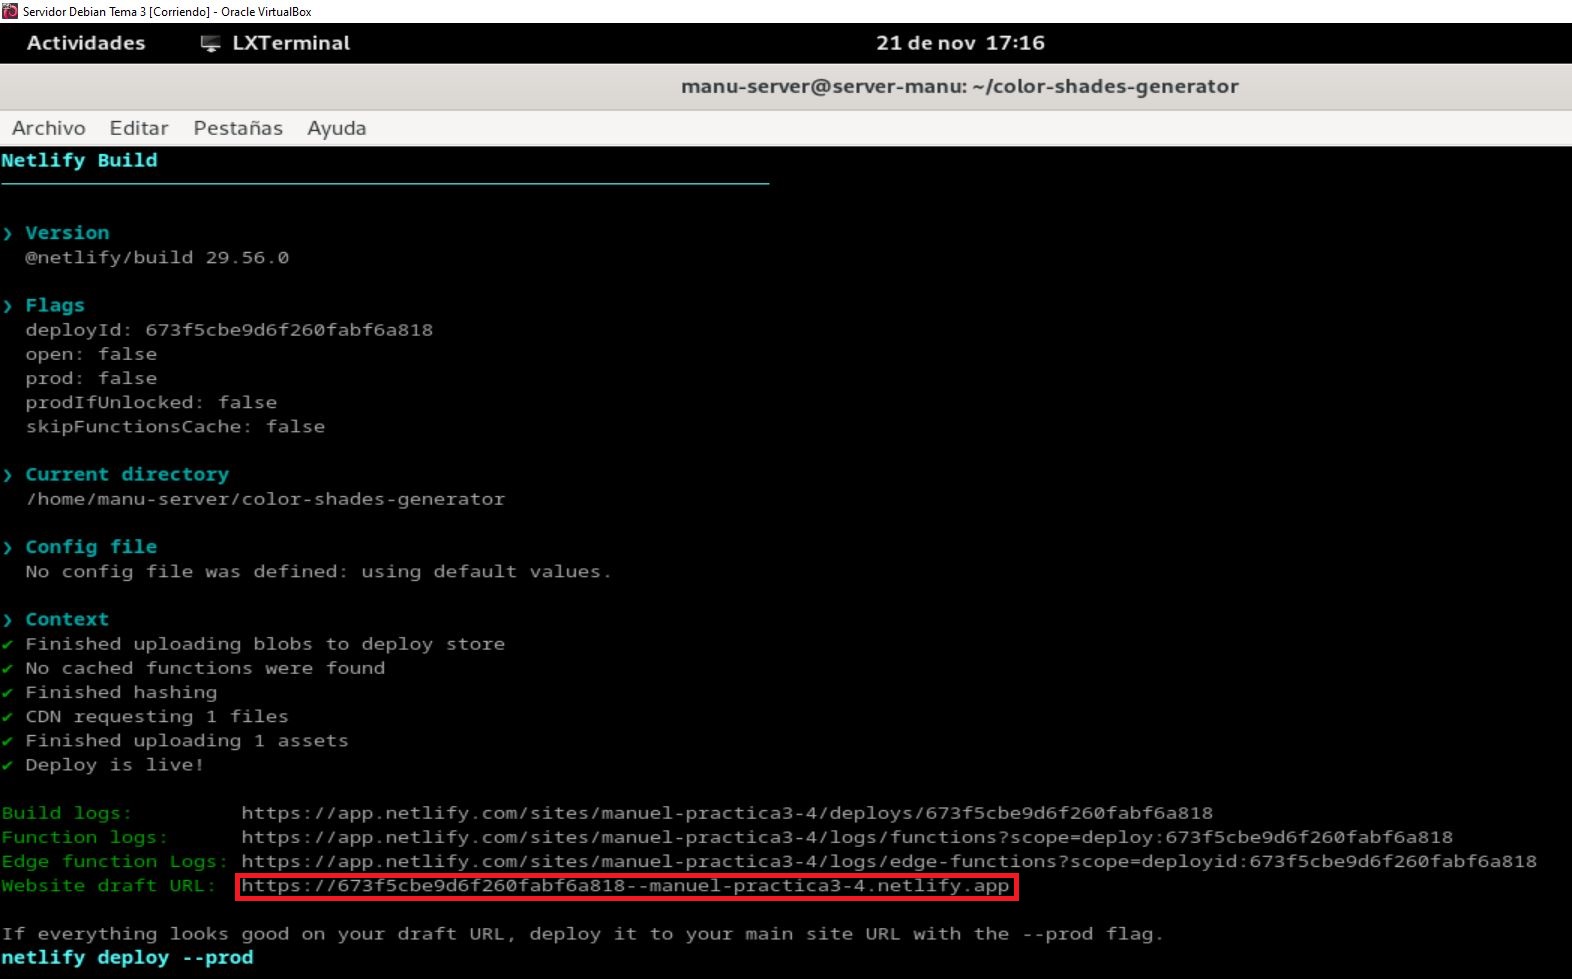 Servidor Debian Tema 3 [Corriendo] - Oracle VirtualBox
Actividades LXTerminal 21 de nov 17:16
manu-server@server-manu: ~/color-shades-generator
Archivo Editar Pestañas Ayuda
Netlify Build
❯ Version
@netlify/build 29.56.0
❯ Flags
deployId: 673f5cbe9d6f260fabf6a818
open: false
prod: false
prodIfUnlocked: false
skipFunctionsCache: false
❯ Current directory
/home/manu-server/color-shades-generator
❯ Config file
No config file was defined: using default values.
❯ Context
✔ Finished uploading blobs to deploy store
✔ No cached functions were found
✔ Finished hashing
✔ CDN requesting 1 files
✔ Finished uploading 1 assets
✔ Deploy is live!
Build logs: https://app.netlify.com/sites/manuel-practica3-4/deploys/673f5cbe9d6f260fabf6a818
Function logs: https://app.netlify.com/sites/manuel-practica3-4/logs/functions?scope=deploy:673f5cbe9d6f260fabf6a818
Edge function Logs: https://app.netlify.com/sites/manuel-practica3-4/logs/edge-functions?scope=deployid:673f5cbe9d6f260fabf6a818
Website draft URL: https://673f5cbe9d6f260fabf6a818--manuel-practica3-4.netlify.app
If everything looks good on your draft URL, deploy it to your main site URL with the --prod flag.
netlify deploy --prod